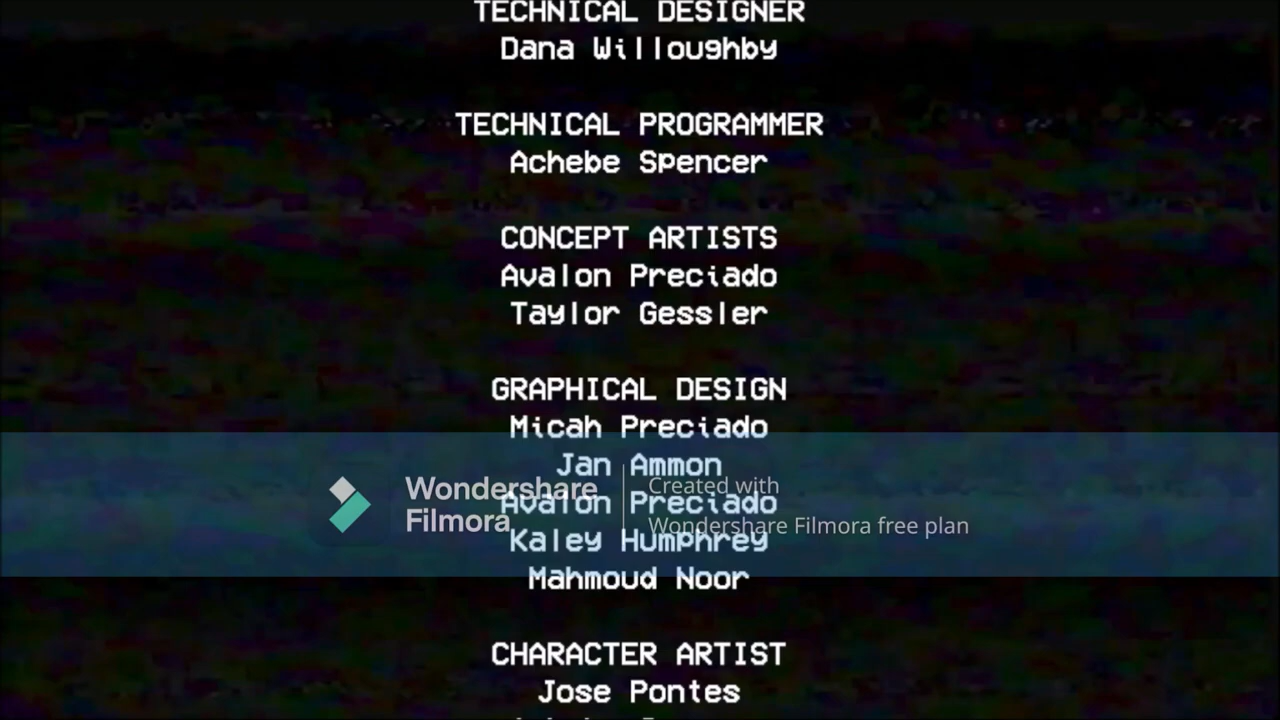 TECHNICAL DESIGNER
Dana Willoughby
TECHNICAL PROGRAMMER
Achebe Spencer
CONCEPT ARTISTS
Avalon Preciado
Taylor Gessler
GRAPHICAL DESIGN
Micah Preciado
Jan Ammon
Avalon Preciado
Kaley Humphrey
Mahmoud Noor
Wondershare
Filmora
Created with
Wondershare Filmora free plan
CHARACTER ARTIST
Jose Pontes